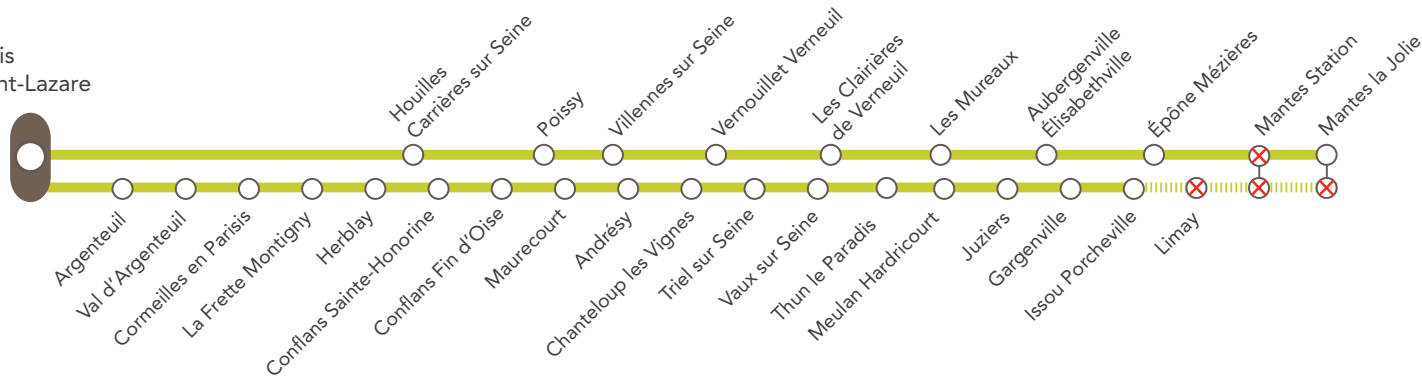 is
nt-Lazare
Houilles
Carrières sur Seine
Poissy
Villennes sur Seine
Vernouillet Verneuil
Les Clairières
de Verneuil
Les Mureaux
Aubergenville
Élisabethville
Épône Mézières
Mantes Station
Mantes la Jolie
Argenteuil
Val d'Argenteuil
Cormeilles en Parisis
La Frette Montigny
Herblay
Conflans Sainte-Honorine
Conflans Fin d'Oise
Maurecourt
Andrésy
Chanteloup les Vignes
Triel sur Seine
Vaux sur Seine
Thun le Paradis
Meulan Hardricourt
Juziers
Gargenville
Issou Porcheville
Limay